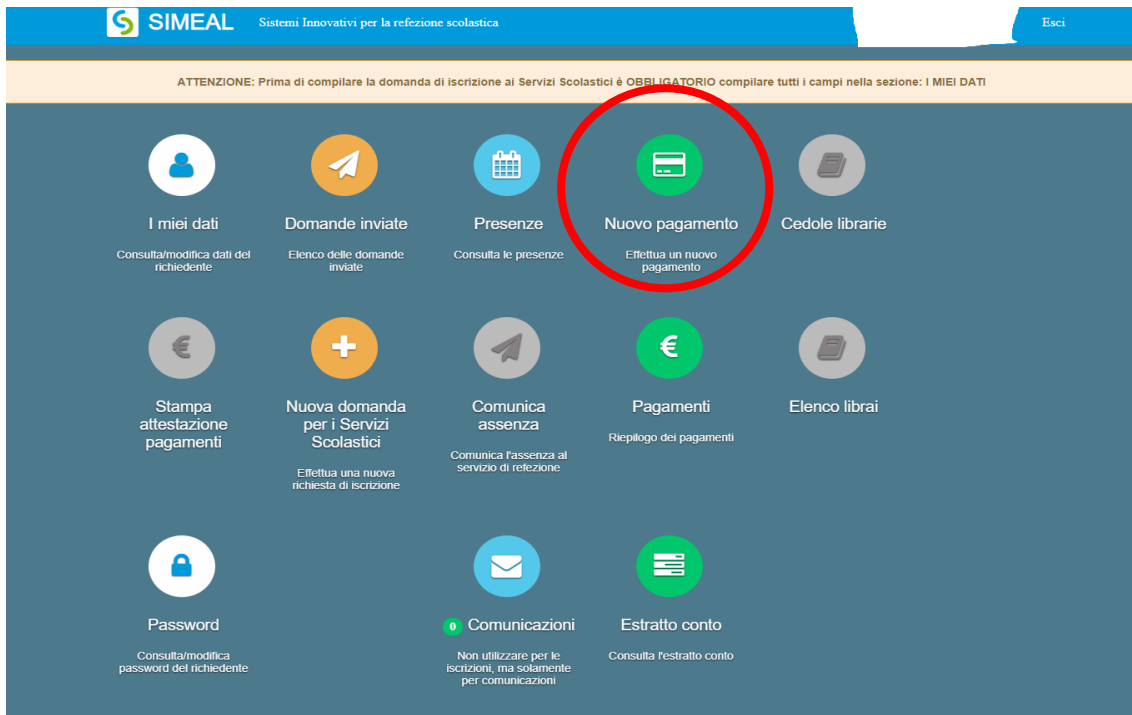 SIMEAL Sistemi Innovativi per la refezione scolastica Esci
ATTENZIONE: Prima di compilare la domanda di iscrizione ai Servizi Scolastici è OBBLIGATORIO compilare tutti i campi nella sezione: I MIEI DATI
I miei dati
Consulta/modifica dati del
richiedente
Domande inviate
Elenco delle domande
inviate
Presenze
Consulta le presenze
Nuovo pagamento
Effettua un nuovo
pagamento
Cedole librarie
€
Stampa
attestazione
pagamenti
Nuova domanda
per i Servizi
Scolastici
Effettua una nuova
richiesta di iscrizione
Comunica
assenza
Comunica l'assenza al
servizio di refezione
€
Pagamenti
Riepilogo dei pagamenti
Elenco librai
Password
Consulta/modifica
password del richiedente
0 Comunicazioni
Non utilizzare per le
iscrizioni, ma solamente
per comunicazioni
Estratto conto
Consulta l'estratto conto